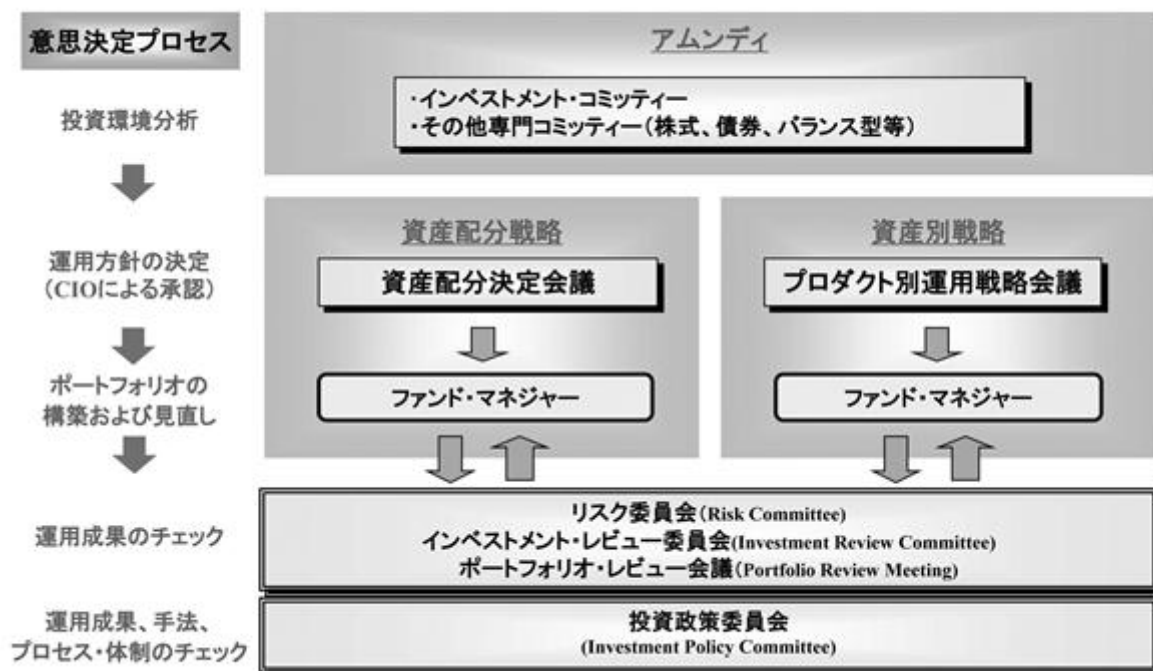 意思決定プロセス
アムンディ
投資環境分析
・インベストメント・コミッティー
・その他専門コミッティー(株式、債券、バランス型等)
運用方針の決定
(CIOによる承認)
資産配分戦略
資産配分決定会議
資産別戦略
プロダクト別運用戦略会議
ポートフォリオの
構築および見直し
ファンド・マネジャー
ファンド・マネジャー
運用成果のチェック
リスク委員会(Risk Committee)
インベストメント・レビュー委員会(Investment Review Committee)
ポートフォリオ・レビュー会議(Portfolio Review Meeting)
運用成果、手法、
プロセス・体制のチェック
投資政策委員会
(Investment Policy Committee)